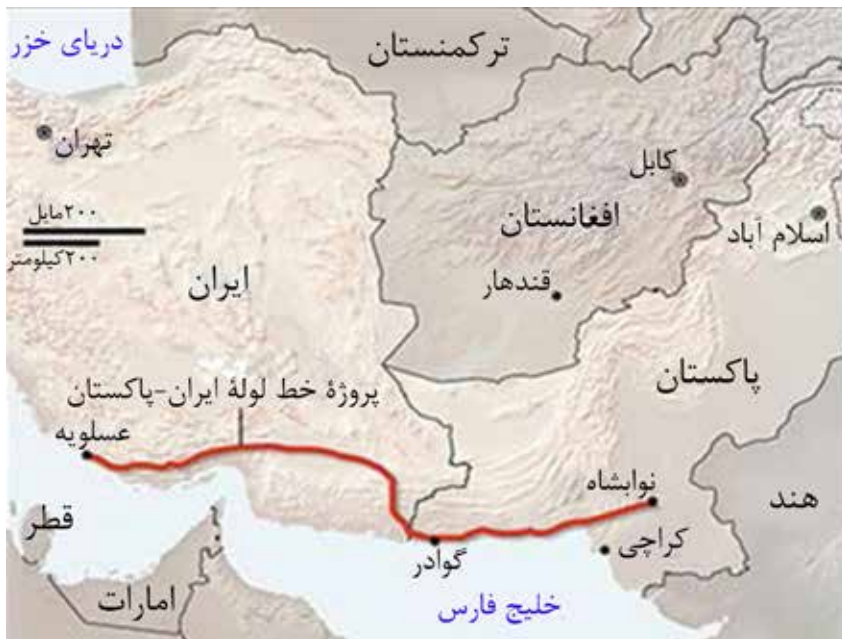 دریای خزر
ترکمنستان
تهران
کابل
۲۰۰مایل
۲۰۰کیلومتر
افغانستان
اسلام آباد
قندهار
ایران
پاکستان
پروژهٔ خط لولهٔ ایران-پاکستان
عسلویه
نوابشاه
هند
قطر
کراچی
گوادر
امارات
خلیج فارس